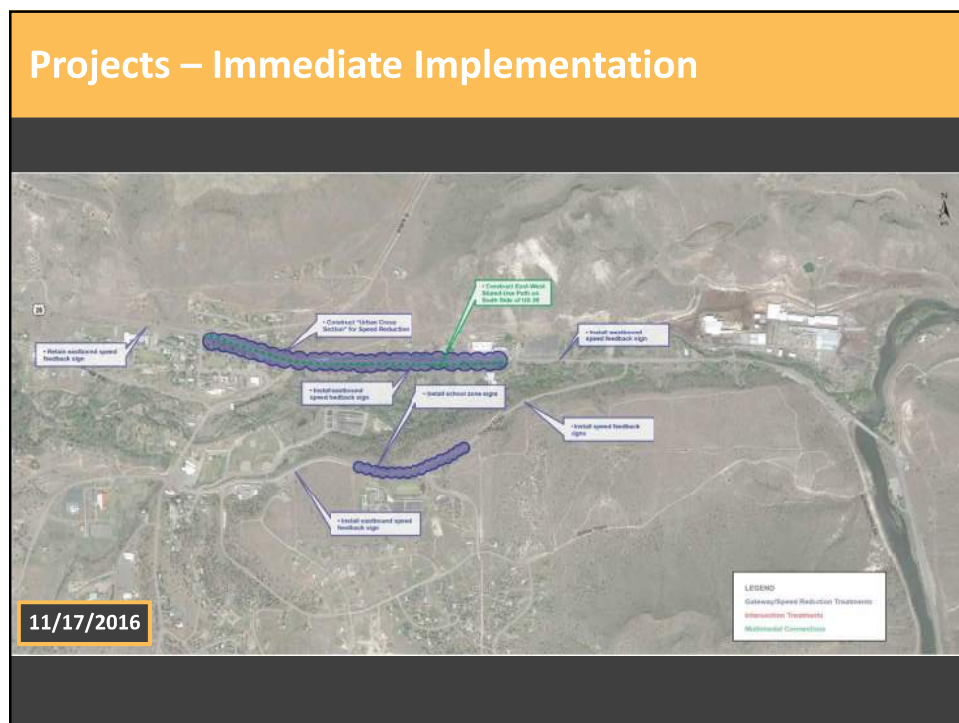 Projects – Immediate Implementation
N
26
• Construct East-West
Shared-Use Path on
South Side of US 26
• Construct "Urban Cross
Section" for Speed Reduction
• Install westbound
speed feedback sign
• Retain eastbound speed
feedback sign
• Install eastbound
speed feedback sign
• Install school zone signs
• Install speed feedback
signs
• Install eastbound speed
feedback sign
LEGEND
Gateway/Speed Reduction Treatments
Intersection Treatments
Multimodal Connections
11/17/2016